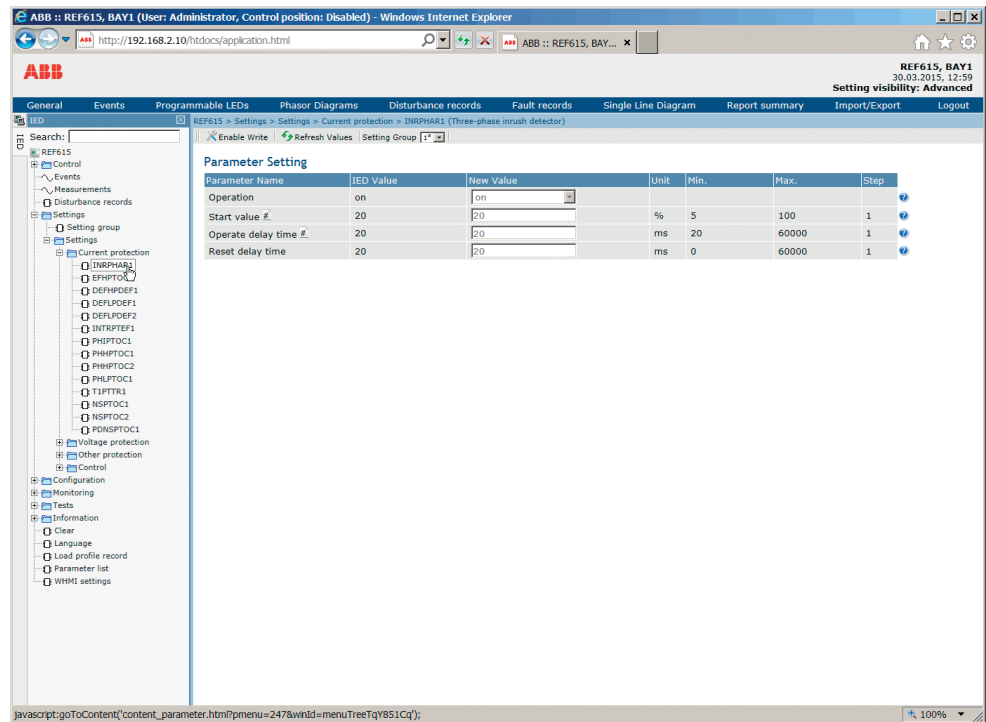 ABB :: REF615, BAY1 (User: Administrator, Control position: Disabled) - Windows Internet Explorer
http://192.168.2.10/htdocs/application.html
ABB :: REF615, BAY...
ABB
REF615, BAY1
30.03.2015, 12:59
Setting visibility: Advanced
General Events Programmable LEDs Phasor Diagrams Disturbance records Fault records Single Line Diagram Report summary Import/Export Logout
IED
REF615 > Settings > Settings > Current protection > INRPHAR1 (Three-phase inrush detector)
IED
Search:
Enable Write Refresh Values Setting Group 1*
Parameter Setting
Parameter Name IED Value New Value Unit Min. Max. Step
Operation on on
Start value # 20 20 % 5 100 1
Operate delay time # 20 20 ms 20 60000 1
Reset delay time 20 20 ms 0 60000 1
REF615
Control
Events
Measurements
Disturbance records
Settings
Setting group
Settings
Current protection
INRPHAR1
EFHPTOC
DEFHPDEF1
DEFLPDEF1
DEFLPDEF2
INTRPTEF1
PHIPTOC1
PHHPTOC1
PHHPTOC2
PHLPTOC1
T1PTTR1
NSPTOC1
NSPTOC2
PDNSPTOC1
Voltage protection
Other protection
Control
Configuration
Monitoring
Tests
Information
Clear
Language
Load profile record
Parameter list
WHMI settings
javascript:goToContent('content_parameter.html?pmenu=247&winId=menuTreeTqY851Cq');
100%